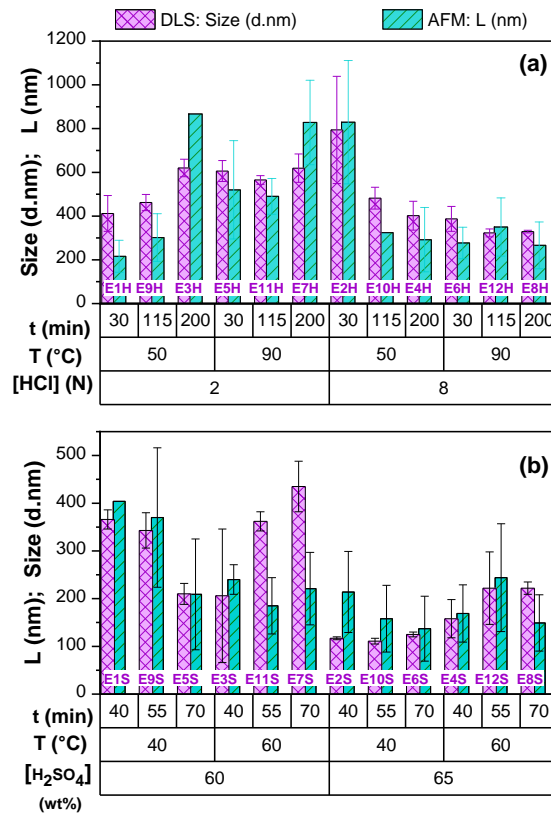 DLS: Size (d.nm) AFM: L (nm)
(a)
Size (d.nm); L (nm)
1200
1000
800
600
400
200
0
E1H E9H E3H E5H E11H E7H E2H E10H E4H E6H E12H E8H
t (min) 30 115 200 30 115 200 30 115 200 30 115 200
T (°C) 50 90 50 90
[HCl] (N) 2 8
(b)
L (nm); Size (d.nm)
500
400
300
200
100
0
E1S E9S E5S E3S E11S E7S E2S E10S E6S E4S E12S E8S
t (min) 40 55 70 40 55 70 40 55 70 40 55 70
T (°C) 40 60 40 60
[H₂SO₄] 60 65
(wt%)